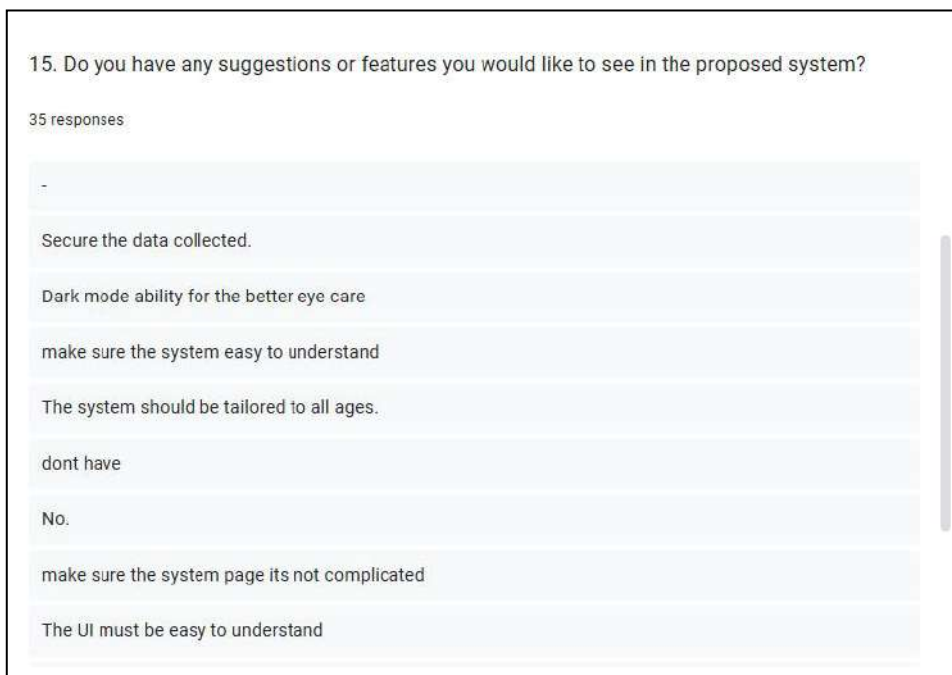 15. Do you have any suggestions or features you would like to see in the proposed system?
35 responses
-
Secure the data collected.
Dark mode ability for the better eye care
make sure the system easy to understand
The system should be tailored to all ages.
dont have
No.
make sure the system page its not complicated
The UI must be easy to understand